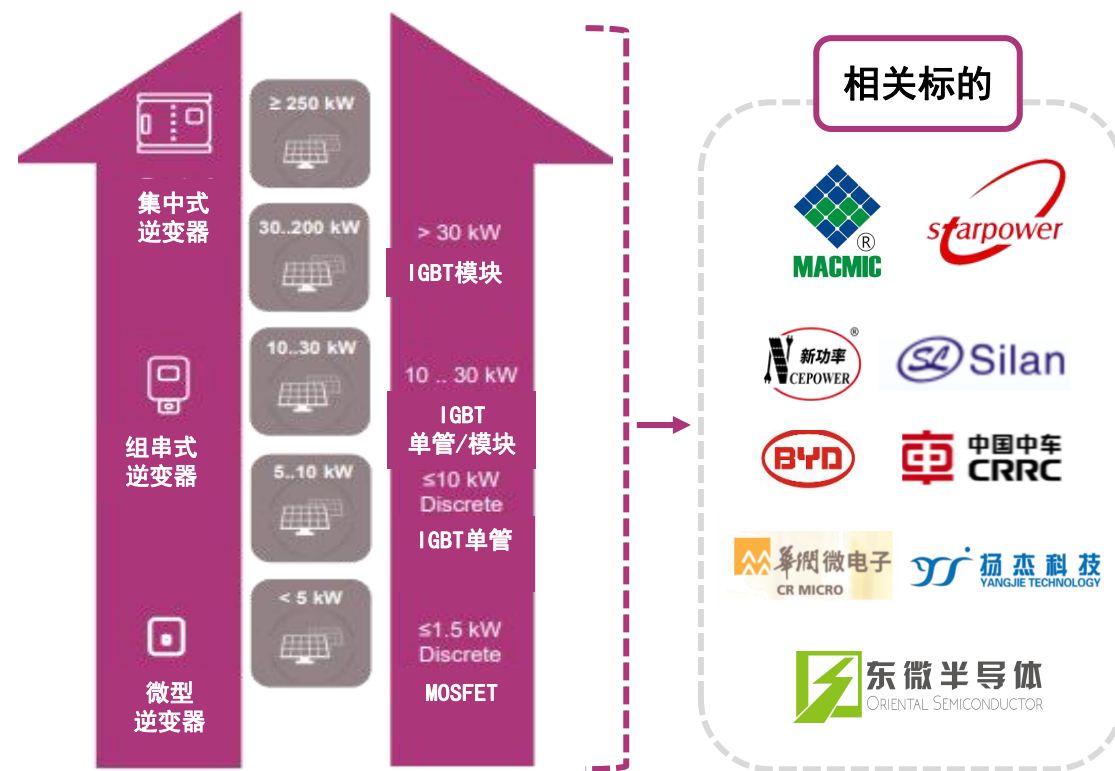 集中式
逆变器
组串式
逆变器
微型
逆变器
≥ 250 kW
30..200 kW
10..30 kW
5..10 kW
< 5 kW
> 30 kW
IGBT模块
10 .. 30 kW
IGBT
单管/模块
≤10 kW
Discrete
IGBT单管
≤1.5 kW
Discrete
MOSFET
相关标的
®
MACMIC
starpower
®
新功率
NCEPOWER
SL Silan
BYD
中国中车
CRRC
華潤微电子
CR MICRO
扬杰科技
YANGJIE TECHNOLOGY
东微半导体
ORIENTAL SEMICONDUCTOR